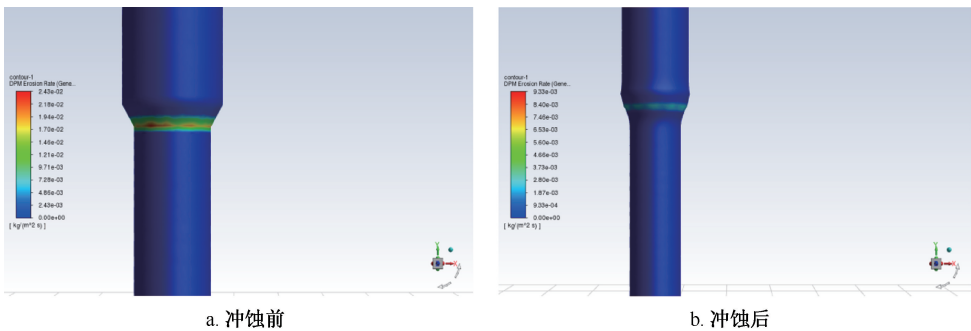 contour-1
DPM Erosion Rate (Gene...
2.43e-02
2.18e-02
1.94e-02
1.70e-02
1.46e-02
1.21e-02
9.71e-03
7.28e-03
4.86e-03
2.43e-03
0.00e+00
[ kg/(m^2 s) ]
Y
X
a. 冲蚀前
contour-1
DPM Erosion Rate (Gene...
9.33e-03
8.40e-03
7.46e-03
6.53e-03
5.60e-03
4.66e-03
3.73e-03
2.80e-03
1.87e-03
9.33e-04
0.00e+00
[ kg/(m^2 s) ]
Y
X
b. 冲蚀后